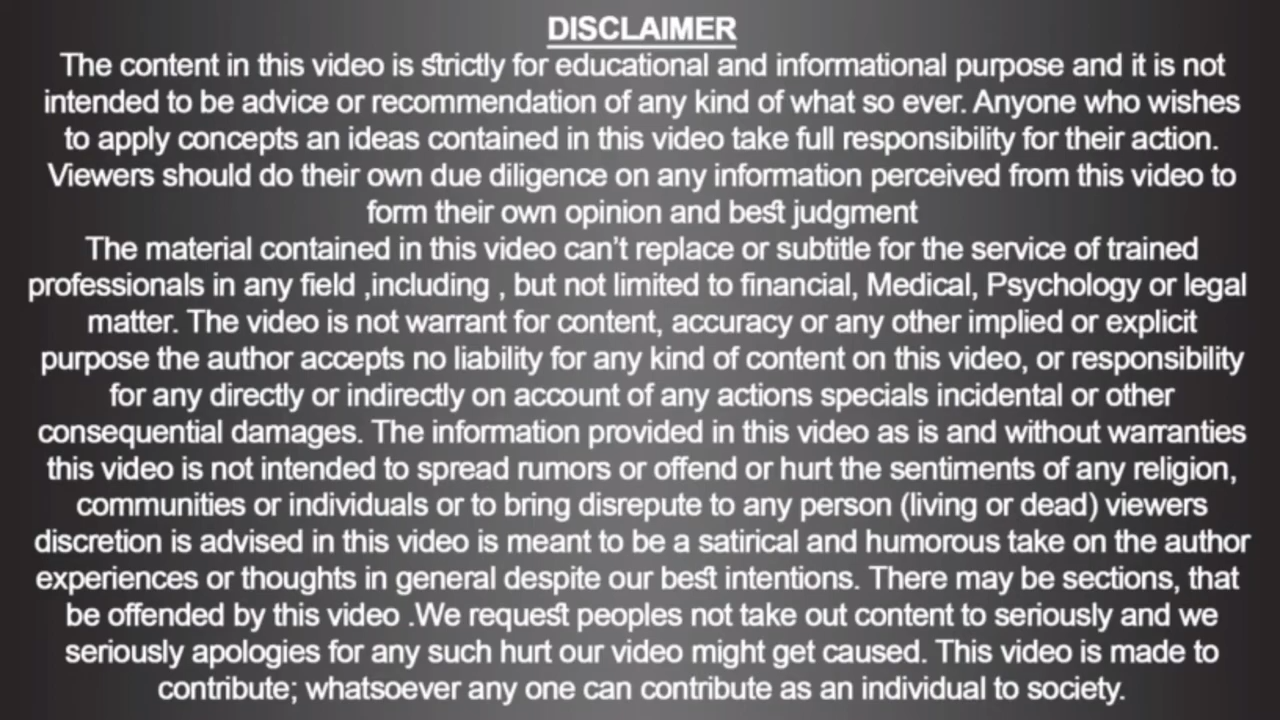 DISCLAIMER
The content in this video is strictly for educational and informational purpose and it is not
intended to be advice or recommendation of any kind of what so ever. Anyone who wishes
to apply concepts an ideas contained in this video take full responsibility for their action.
Viewers should do their own due diligence on any information perceived from this video to
form their own opinion and best judgment
The material contained in this video can't replace or subtitle for the service of trained
professionals in any field ,including , but not limited to financial, Medical, Psychology or legal
matter. The video is not warrant for content, accuracy or any other implied or explicit
purpose the author accepts no liability for any kind of content on this video, or responsibility
for any directly or indirectly on account of any actions specials incidental or other
consequential damages. The information provided in this video as is and without warranties
this video is not intended to spread rumors or offend or hurt the sentiments of any religion,
communities or individuals or to bring disrepute to any person (living or dead) viewers
discretion is advised in this video is meant to be a satirical and humorous take on the author
experiences or thoughts in general despite our best intentions. There may be sections, that
be offended by this video .We request peoples not take out content to seriously and we
seriously apologies for any such hurt our video might get caused. This video is made to
contribute; whatsoever any one can contribute as an individual to society.